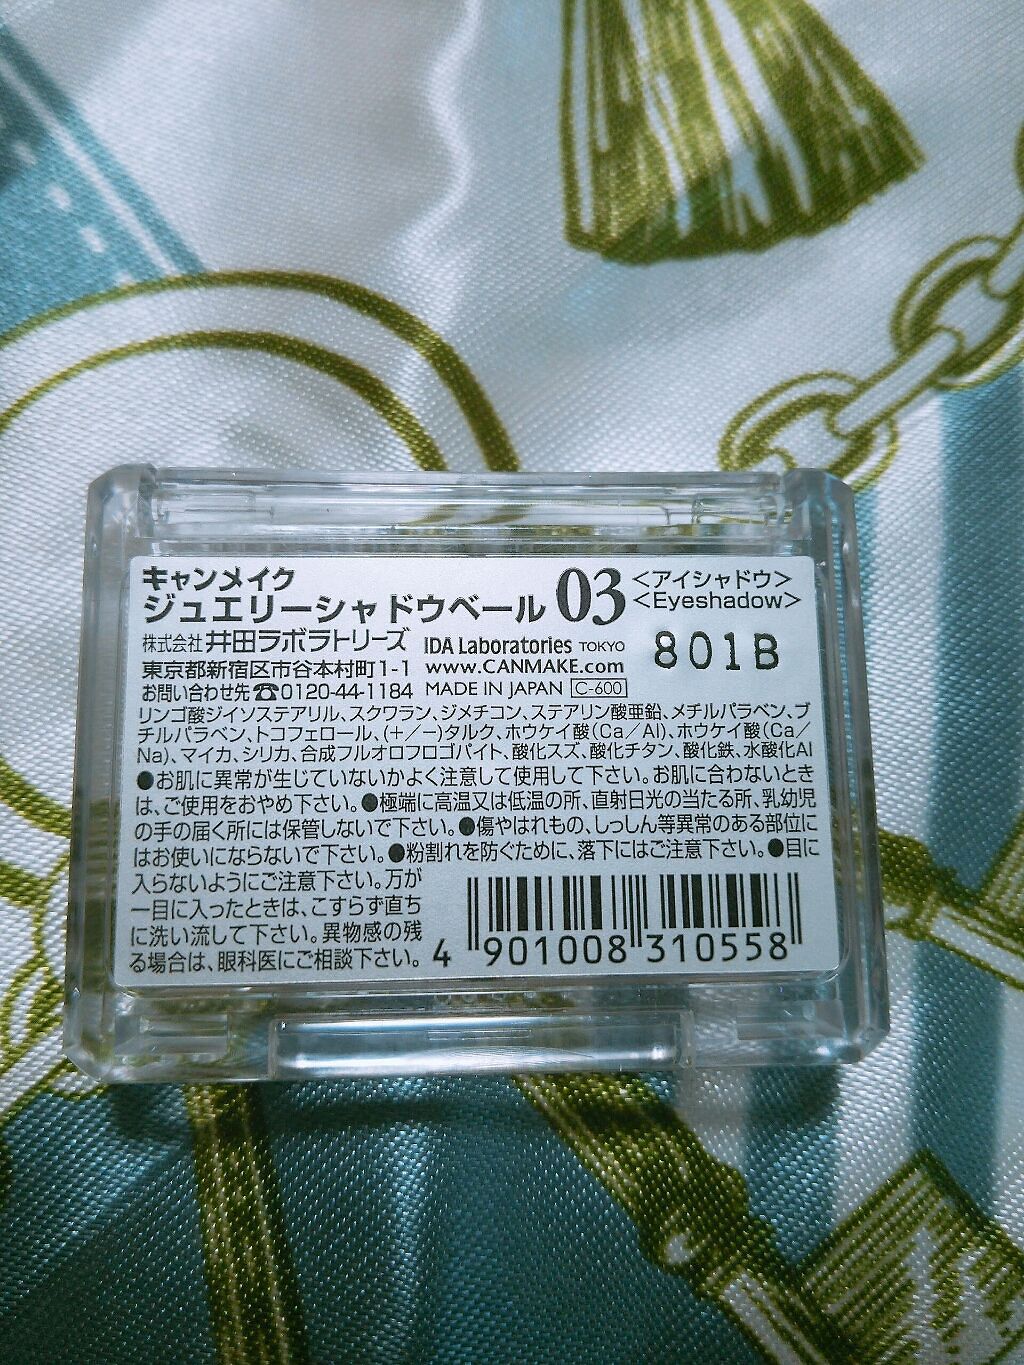 キャンメイク
ジュエリーシャドウベール 03
<アイシャドウ>
<Eyeshadow>
801B
株式会社 井田ラボラトリーズ IDA Laboratories TOKYO
東京都新宿区市谷本村町1-1 www.CANMAKE.com
お問い合わせ先☎0120-44-1184 MADE IN JAPAN C-600
リンゴ酸ジイソステアリル、スクワラン、ジメチコン、ステアリン酸亜鉛、メチルパラベン、ブ
チルパラベン、トコフェロール、(+/−)タルク、ホウケイ酸(Ca/Al)、ホウケイ酸(Ca/
Na)、マイカ、シリカ、合成フルオロフロゴパイト、酸化スズ、酸化チタン、酸化鉄、水酸化Al
●お肌に異常が生じていないかよく注意して使用して下さい。お肌に合わないとき
は、ご使用をおやめ下さい。●極端に高温又は低温の所、直射日光の当たる所、乳幼児
の手の届く所には保管しないで下さい。●傷やはれもの、しっしん等異常のある部位に
はお使いにならないで下さい。●粉割れを防ぐために、落下にはご注意下さい。●目に
入らないようにご注意下さい。万が
一目に入ったときは、こすらず直ち
に洗い流して下さい。異物感の残
る場合は、眼科医にご相談下さい。
4 901008 310558